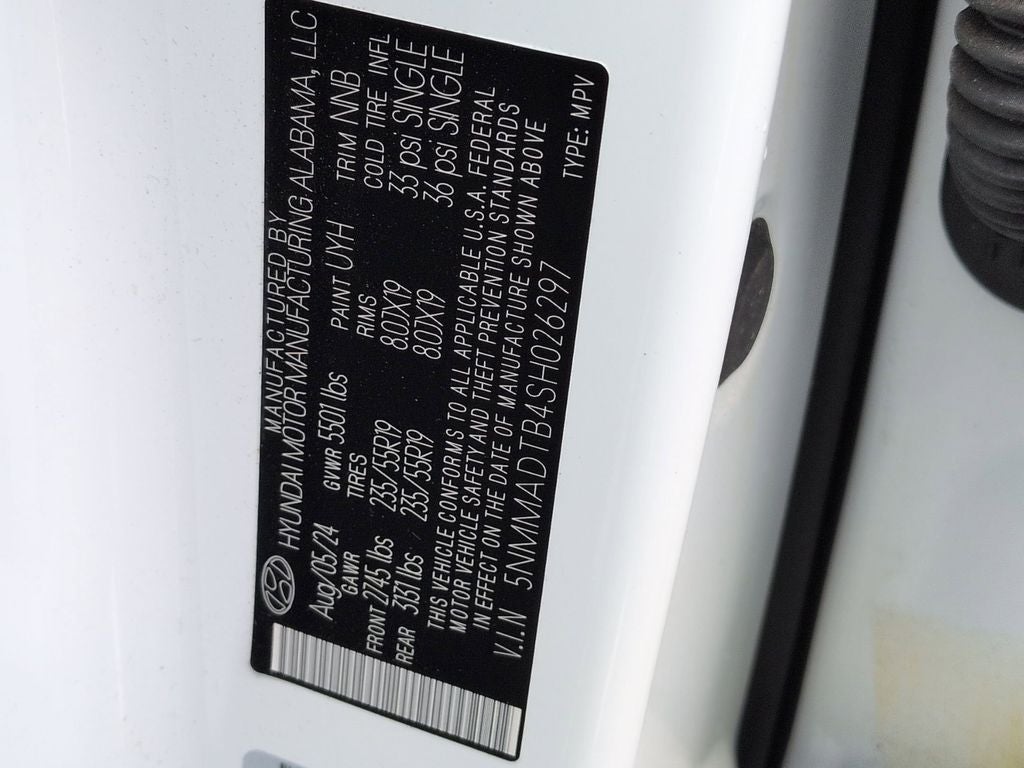 MANUFACTURED BY
HYUNDAI MOTOR MANUFACTURING ALABAMA, LLC
Aug/05/24 GVWR 5501 lbs PAINT UYH TRIM NNB
GAWR TIRES RIMS COLD TIRE INFL
FRONT 2745 lbs 235/55R19 8.0JX19 33 psi SINGLE
REAR 3131 lbs 235/55R19 8.0JX19 36 psi SINGLE
THIS VEHICLE CONFORMS TO ALL APPLICABLE U.S.A. FEDERAL
MOTOR VEHICLE SAFETY AND THEFT PREVENTION STANDARDS
IN EFFECT ON THE DATE OF MANUFACTURE SHOWN ABOVE
V.I.N 5NMMADTB4SH026297 TYPE: MPV